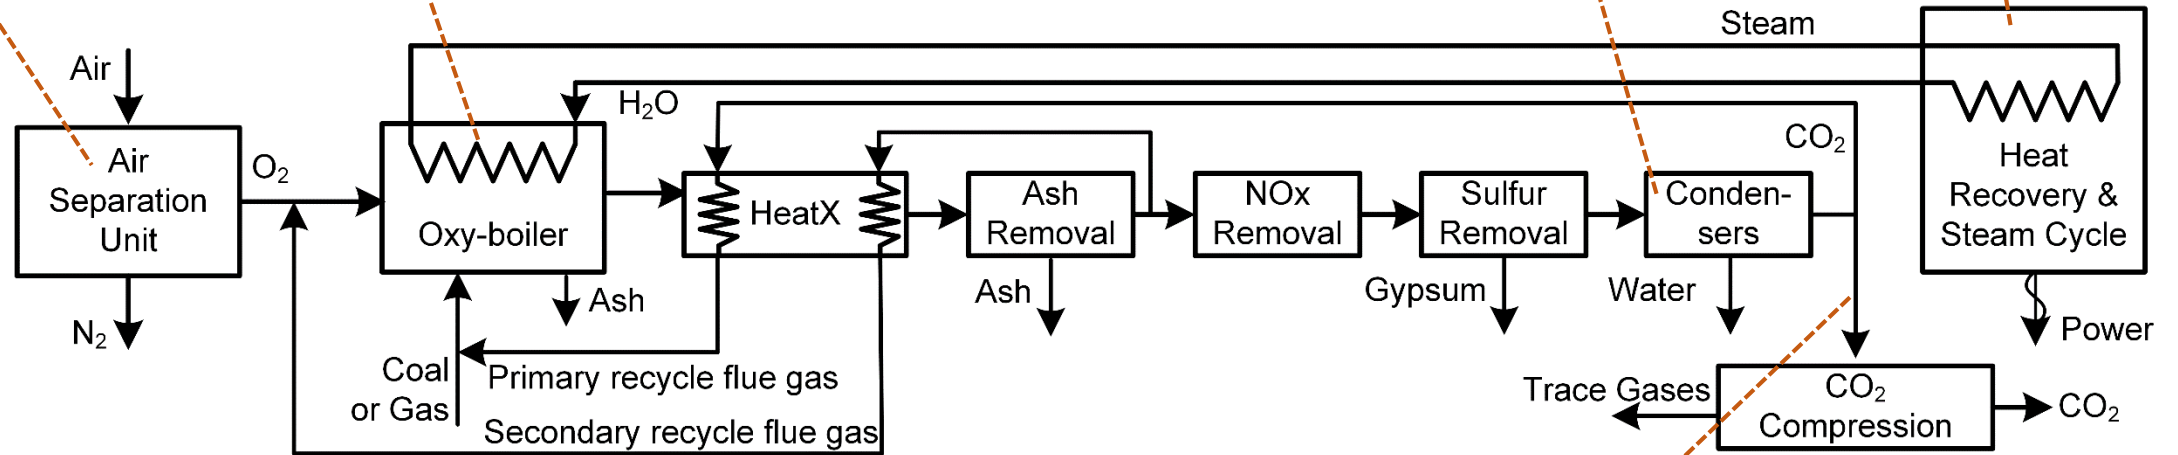 Steam
Air
H₂O
Air
Separation
Unit
O₂
Oxy-boiler
HeatX
Ash
Removal
NOx
Removal
Sulfur
Removal
Conden-
sers
CO₂
Heat
Recovery &
Steam Cycle
N₂
Ash
Ash
Gypsum
Water
Power
Coal
or Gas
Primary recycle flue gas
Secondary recycle flue gas
Trace Gases
CO₂
Compression
CO₂